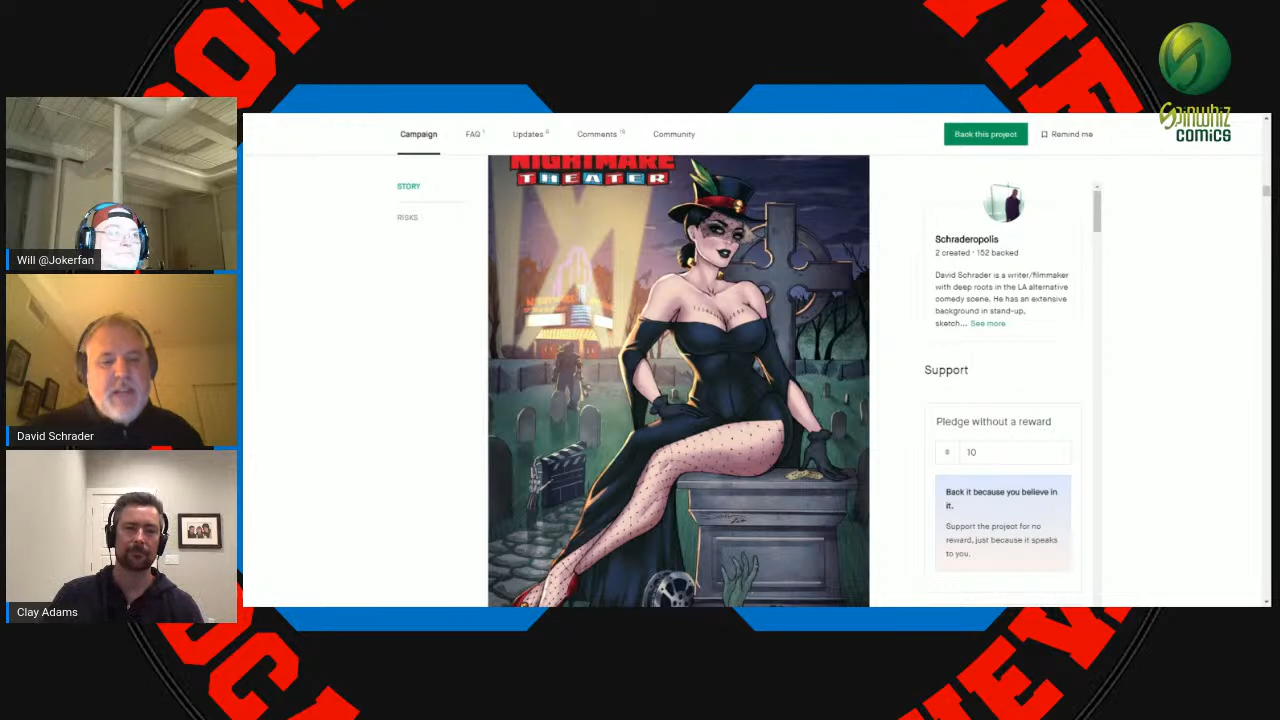 Spinwhiz
COMICS
Campaign
FAQ 1
Updates 6
Comments
Community
Back this project
Remind me
STORY
RISKS
NIGHTMARE
THEATER
Schraderopolis
2 created · 152 backed
David Schrader is a writer/filmmaker
with deep roots in the LA alternative
comedy scene. He has an extensive
background in stand-up,
sketch... See more
Support
Pledge without a reward
10
Back it because you believe in
it.
Support the project for no
reward, just because it speaks
to you.
Will @Jokerfan
David Schrader
Clay Adams